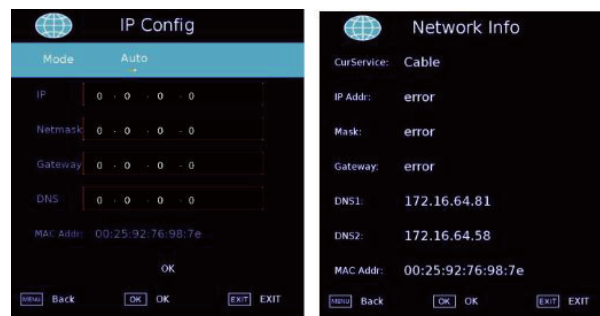 IP Config
Mode Auto
IP 0 . 0 . 0 . 0
Netmask 0 . 0 . 0 . 0
Gateway 0 . 0 . 0 . 0
DNS 0 . 0 . 0 . 0
MAC Addr: 00:25:92:76:98:7e
OK
MENU Back OK OK EXIT EXIT
Network Info
CurService: Cable
IP Addr: error
Mask: error
Gateway: error
DNS1: 172.16.64.81
DNS2: 172.16.64.58
MAC Addr: 00:25:92:76:98:7e
MENU Back OK OK EXIT EXIT